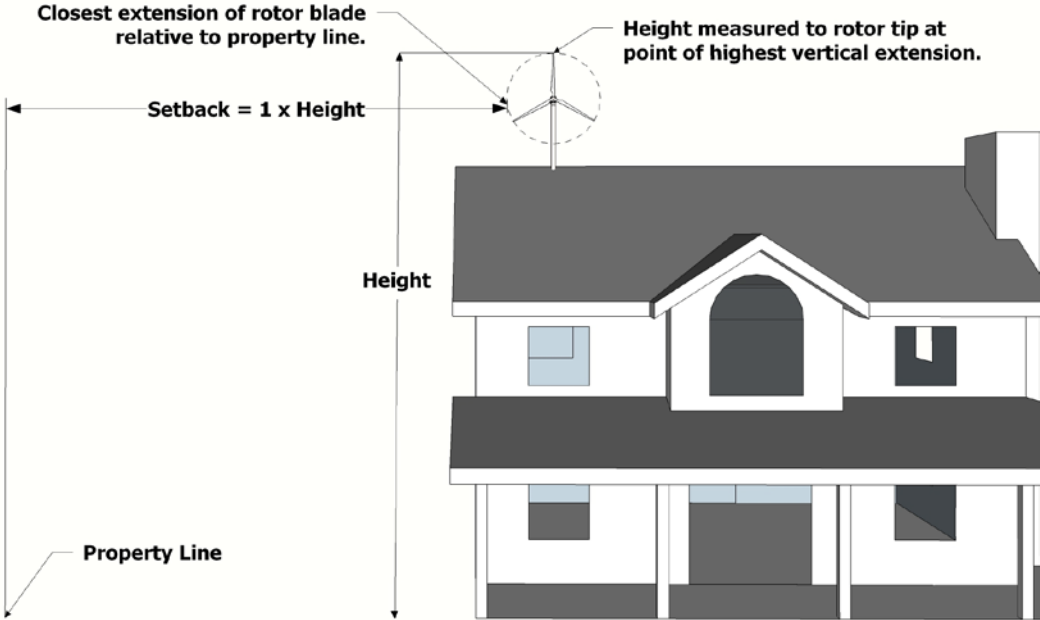 Closest extension of rotor blade
relative to property line.
Height measured to rotor tip at
point of highest vertical extension.
Setback = 1 x Height
Height
Property Line